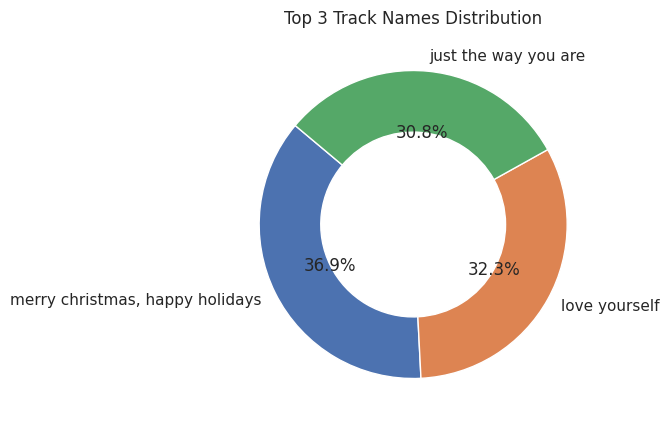 Top 3 Track Names Distribution
just the way you are
30.8%
36.9%
32.3%
merry christmas, happy holidays
love yourself